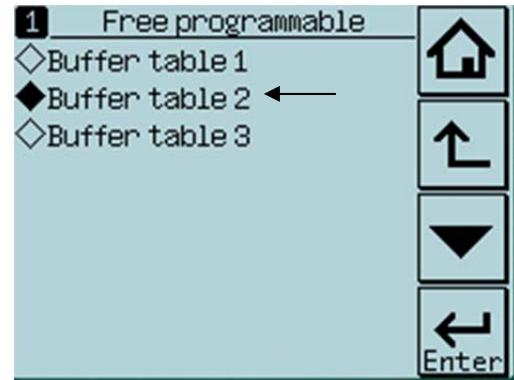 1 Free programmable
Buffer table 1
Buffer table 2
Buffer table 3
Enter